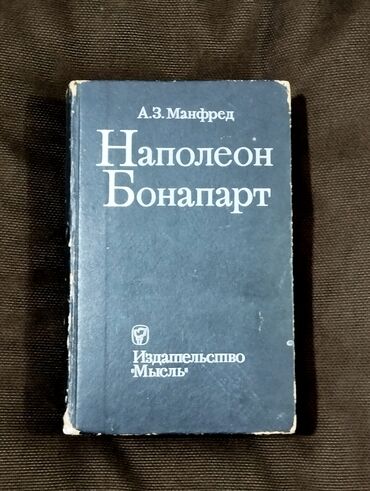 А.З. Манфред
Наполеон
Бонапарт
Издательство
«Мысль»